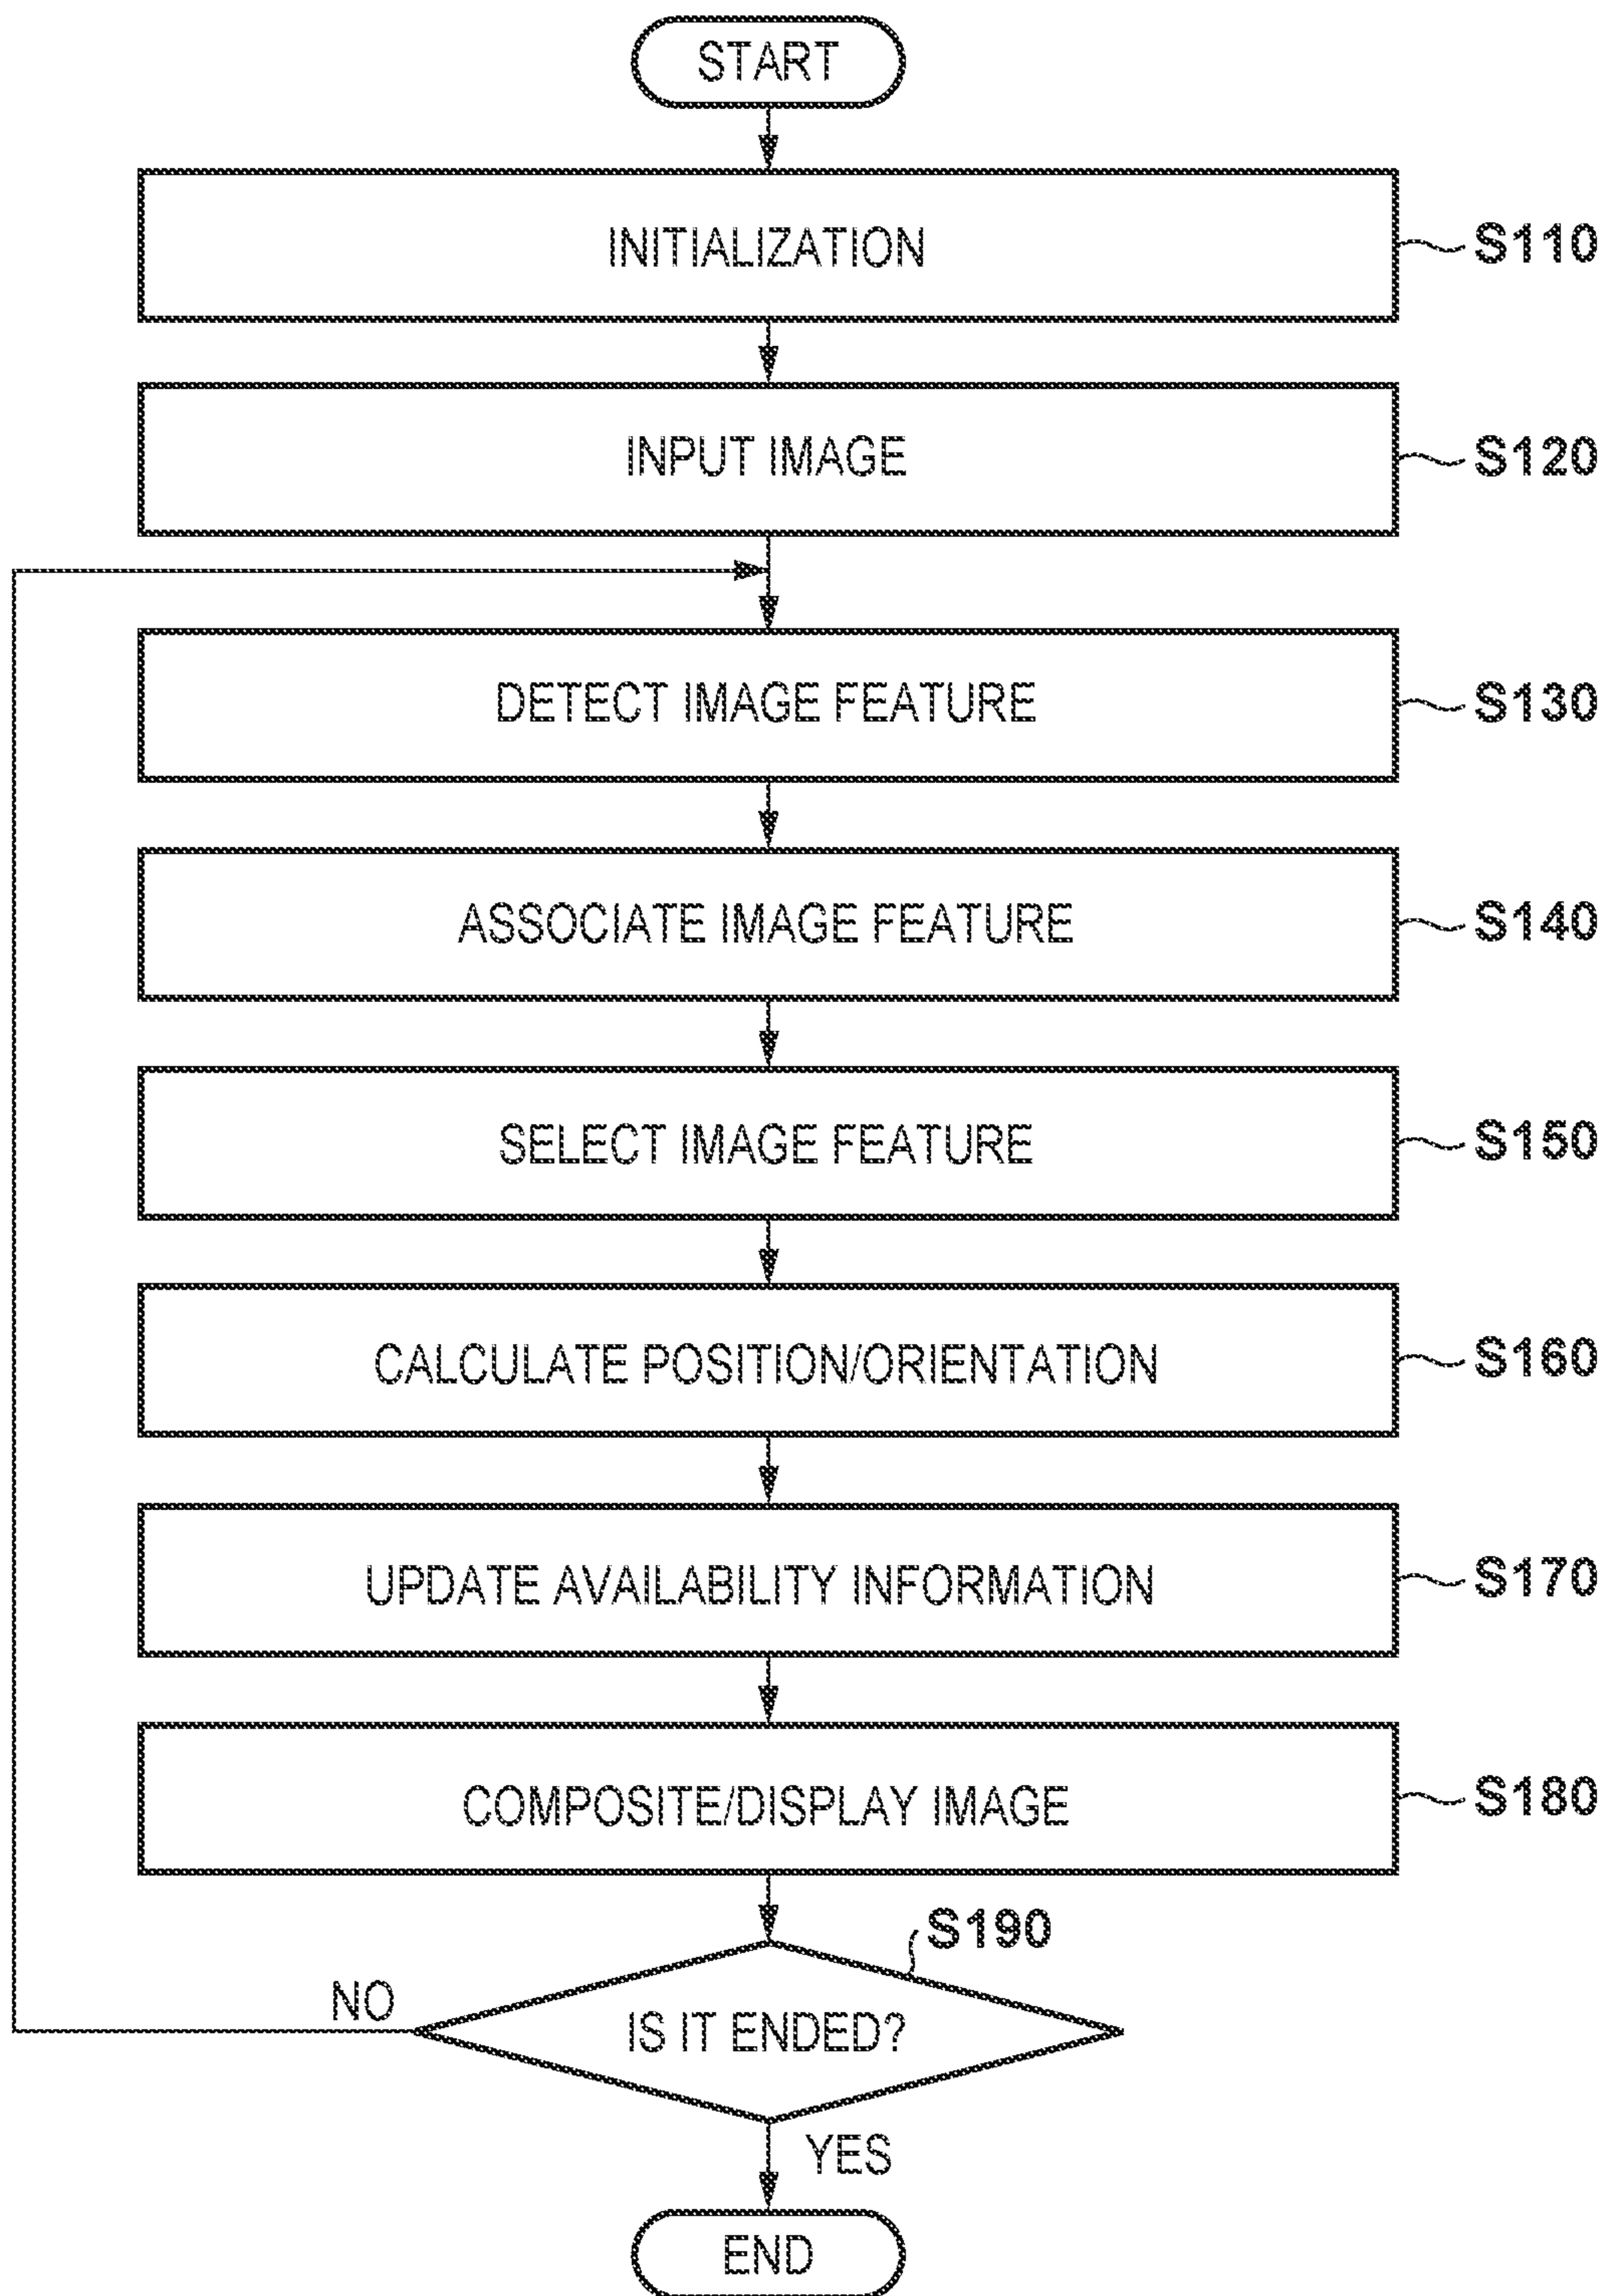 START
INITIALIZATION
S110
INPUT IMAGE
S120
DETECT IMAGE FEATURE
S130
ASSOCIATE IMAGE FEATURE
S140
SELECT IMAGE FEATURE
S150
CALCULATE POSITION/ORIENTATION
S160
UPDATE AVAILABILITY INFORMATION
S170
COMPOSITE/DISPLAY IMAGE
S180
S190
NO
IS IT ENDED?
YES
END